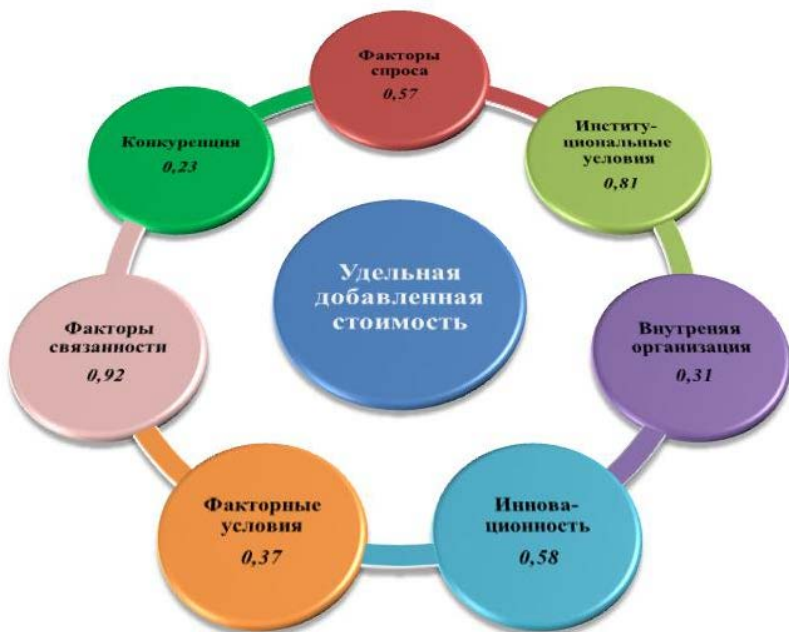 Факторы
спроса
0,57
Институ-
циональные
условия
0,81
Внутреняя
организация
0,31
Иннова-
ционность
0,58
Факторные
условия
0,37
Факторы
связанности
0,92
Конкуренция
0,23
Удельная
добавленная
стоимость